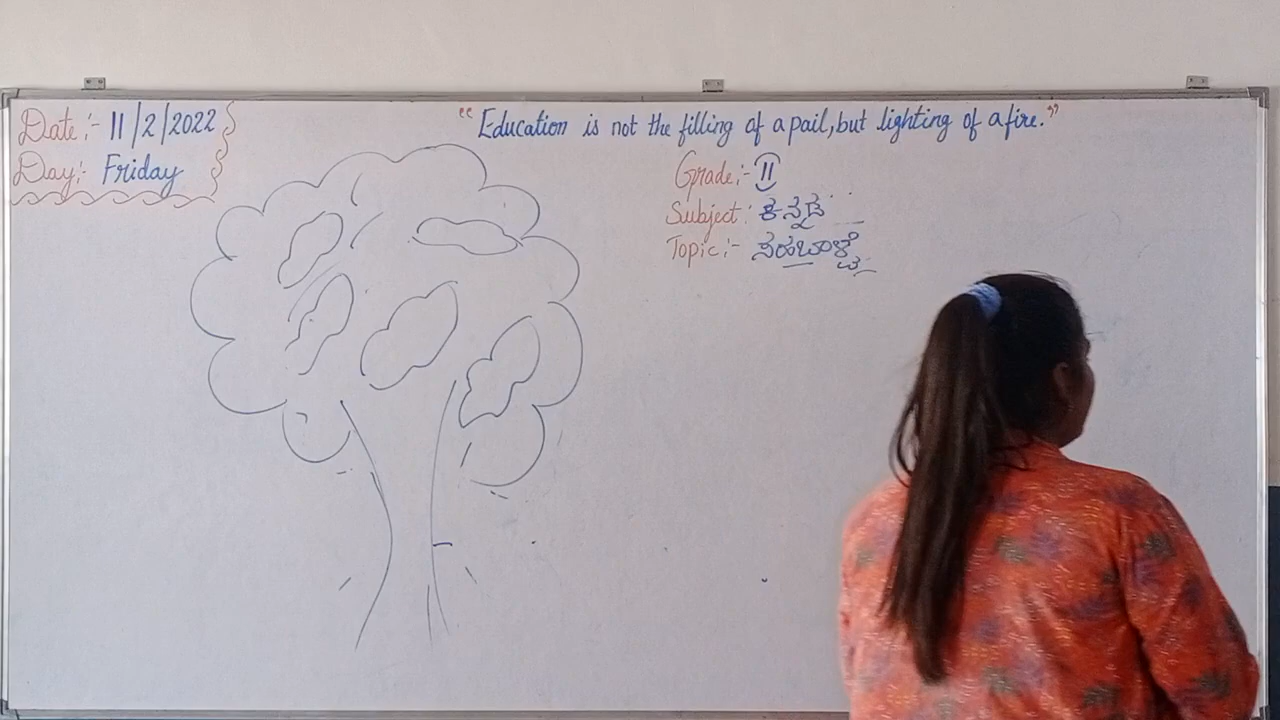 Date:- 11/2/2022
Day:- Friday
"Education is not the filling of a pail, but lighting of a fire."
Grade:- II
Subject: ಕನ್ನಡ
Topic:- ಸಹಬಾಳ್ವೆ